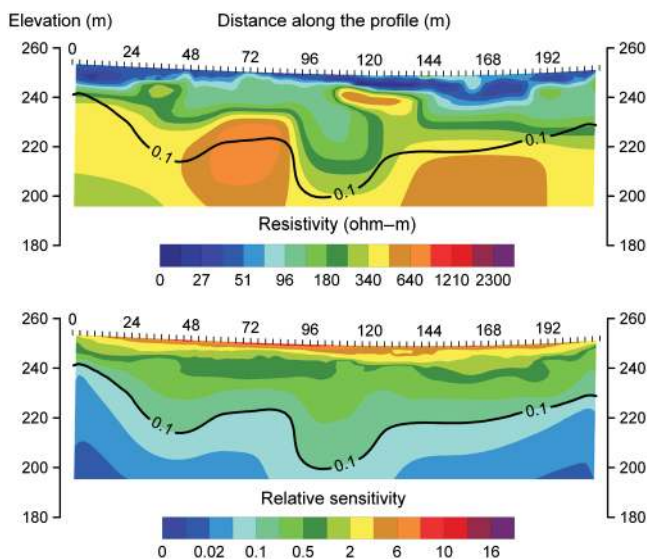 Elevation (m) Distance along the profile (m)
260 0 24 48 72 96 120 144 168 192 260
240 240
220 0.1 0.1 220
200 0.1 200
180 Resistivity (ohm–m) 180
0 27 51 96 180 340 640 1210 2300
260 0 24 48 72 96 120 144 168 192 260
240 240
220 0.1 0.1 220
200 0.1 200
180 Relative sensitivity 180
0 0.02 0.1 0.5 2 6 10 16